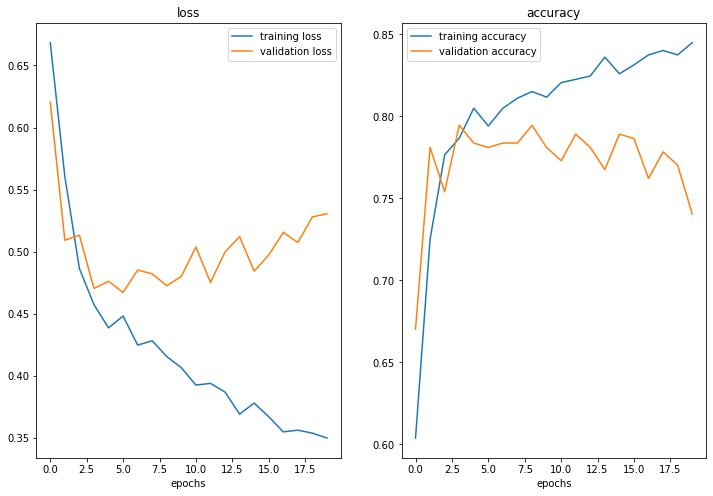 loss
training loss
validation loss
0.65
0.60
0.55
0.50
0.45
0.40
0.35
0.0 2.5 5.0 7.5 10.0 12.5 15.0 17.5
epochs
accuracy
training accuracy
validation accuracy
0.85
0.80
0.75
0.70
0.65
0.60
0.0 2.5 5.0 7.5 10.0 12.5 15.0 17.5
epochs